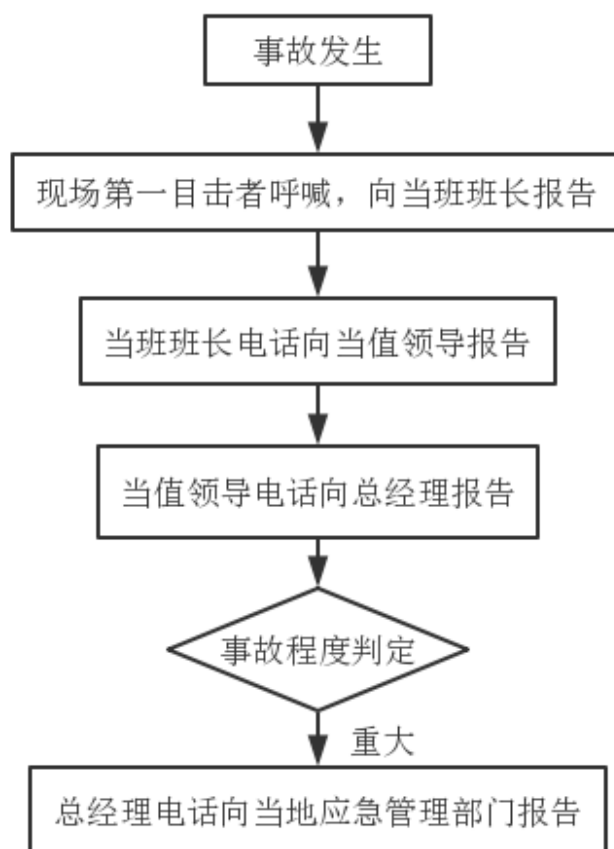 事故发生
现场第一目击者呼喊，向当班班长报告
当班班长电话向当值领导报告
当值领导电话向总经理报告
事故程度判定
重大
总经理电话向当地应急管理部门报告